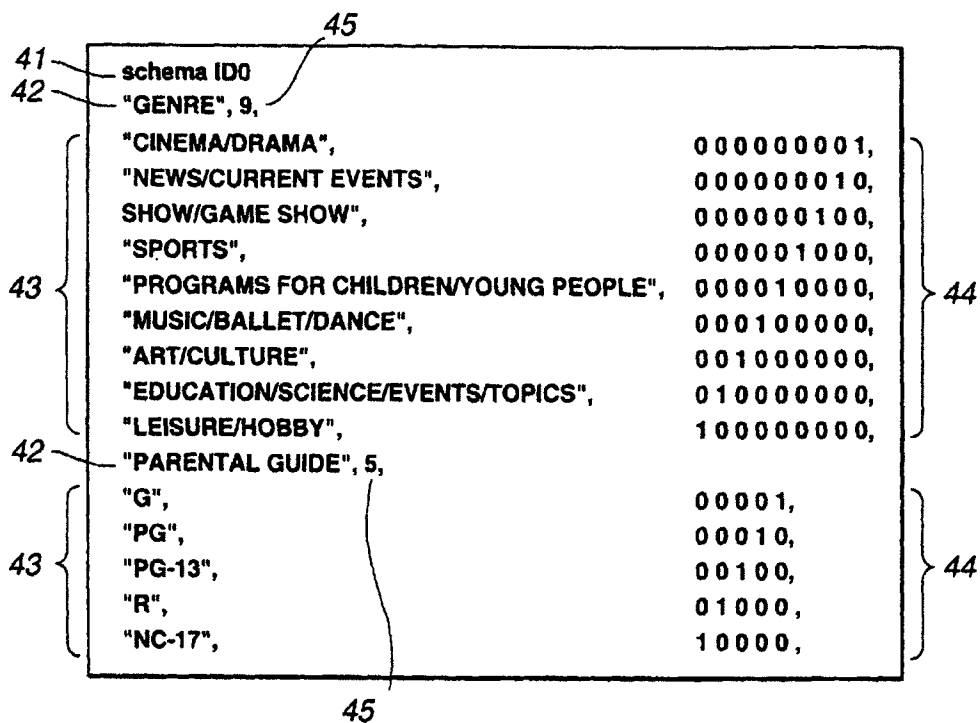 45
41 schema ID0
42 "GENRE", 9,
"CINEMA/DRAMA", 000000001,
"NEWS/CURRENT EVENTS", 000000010,
SHOW/GAME SHOW", 000000100,
"SPORTS", 000001000,
43 "PROGRAMS FOR CHILDREN/YOUNG PEOPLE", 000010000, 44
"MUSIC/BALLET/DANCE", 000100000,
"ART/CULTURE", 001000000,
"EDUCATION/SCIENCE/EVENTS/TOPICS", 010000000,
"LEISURE/HOBBY", 100000000,
42 "PARENTAL GUIDE", 5,
"G", 00001,
"PG", 00010,
43 "PG-13", 00100, 44
"R", 01000,
"NC-17", 10000,
45